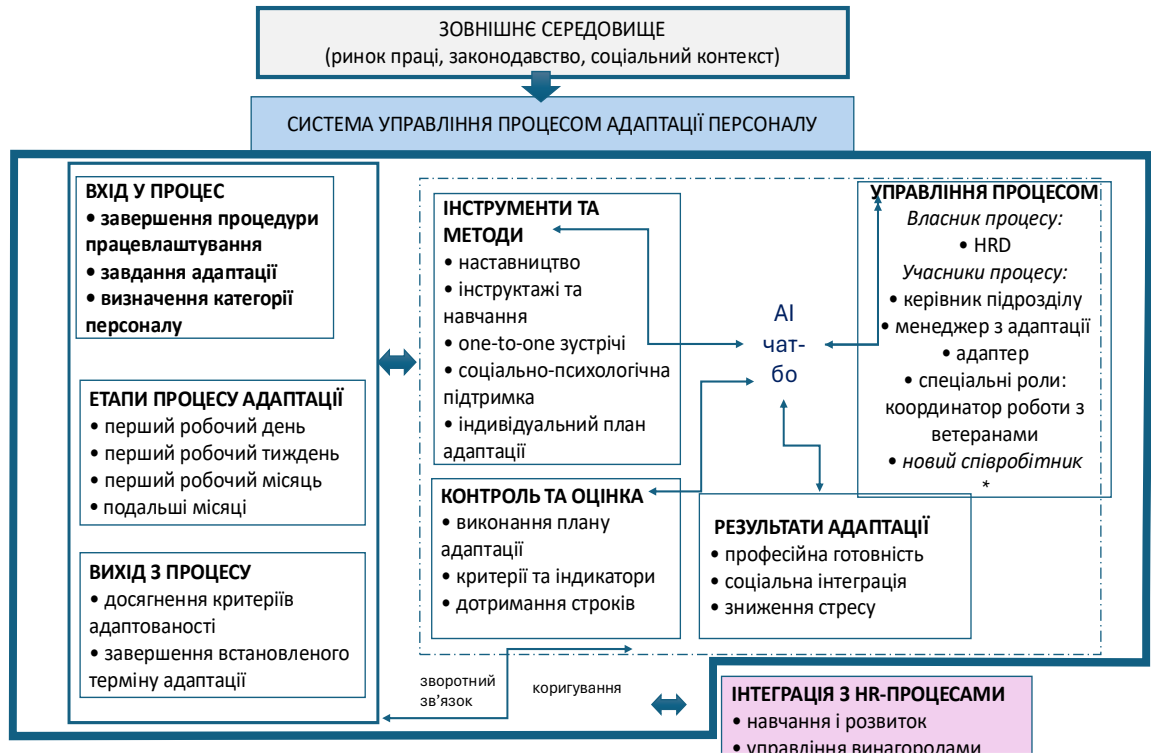 ЗОВНІШНЄ СЕРЕДОВИЩЕ
(ринок праці, законодавство, соціальний контекст)
СИСТЕМА УПРАВЛІННЯ ПРОЦЕСОМ АДАПТАЦІЇ ПЕРСОНАЛУ
ВХІД У ПРОЦЕС
• завершення процедури
працевлаштування
• завдання адаптації
• визначення категорії
персоналу
ЕТАПИ ПРОЦЕСУ АДАПТАЦІЇ
• перший робочий день
• перший робочий тиждень
• перший робочий місяць
• подальші місяці
ВИХІД З ПРОЦЕСУ
• досягнення критеріїв
адаптованості
• завершення встановленого
терміну адаптації
ІНСТРУМЕНТИ ТА
МЕТОДИ
• наставництво
• інструктажі та
навчання
• one-to-one зустрічі
• соціально-психологічна
підтримка
• індивідуальний план
адаптації
КОНТРОЛЬ ТА ОЦІНКА
• виконання плану
адаптації
• критерії та індикатори
• дотримання строків
AI
чат-
бо
УПРАВЛІННЯ ПРОЦЕСОМ
Власник процесу:
• HRD
Учасники процесу:
• керівник підрозділу
• менеджер з адаптації
• адаптер
• спеціальні ролі:
координатор роботи з
ветеранами
• новий співробітник
*
РЕЗУЛЬТАТИ АДАПТАЦІЇ
• професійна готовність
• соціальна інтеграція
• зниження стресу
зворотний
зв'язок
коригування
ІНТЕГРАЦІЯ З HR-ПРОЦЕСАМИ
• навчання і розвиток
• управління винагородами